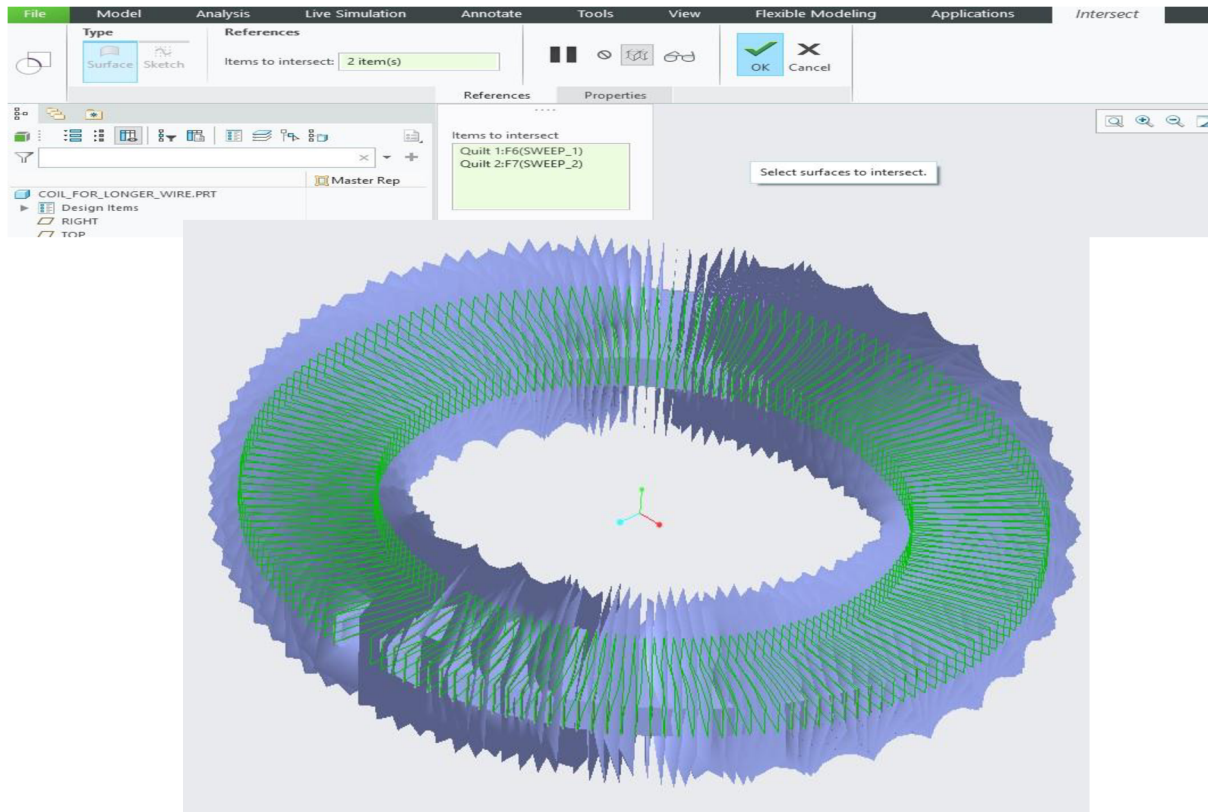 File Model Analysis Live Simulation Annotate Tools View Flexible Modeling Applications Intersect
Type References
Surface Sketch Items to intersect: 2 item(s) OK Cancel
References Properties
Items to intersect
Quilt 1:F6(SWEEP_1)
Quilt 2:F7(SWEEP_2)
Select surfaces to intersect.
Master Rep
COIL_FOR_LONGER_WIRE.PRT
Design Items
RIGHT
TOP